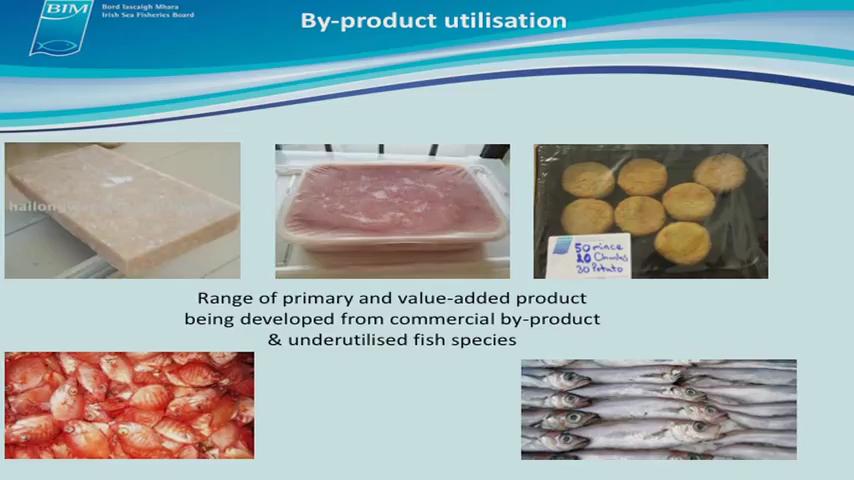 BIM
Bord Iascaigh Mhara
Irish Sea Fisheries Board
By-product utilisation
50 mince
20 Chunks
30 Potato
Range of primary and value-added product
being developed from commercial by-product
& underutilised fish species